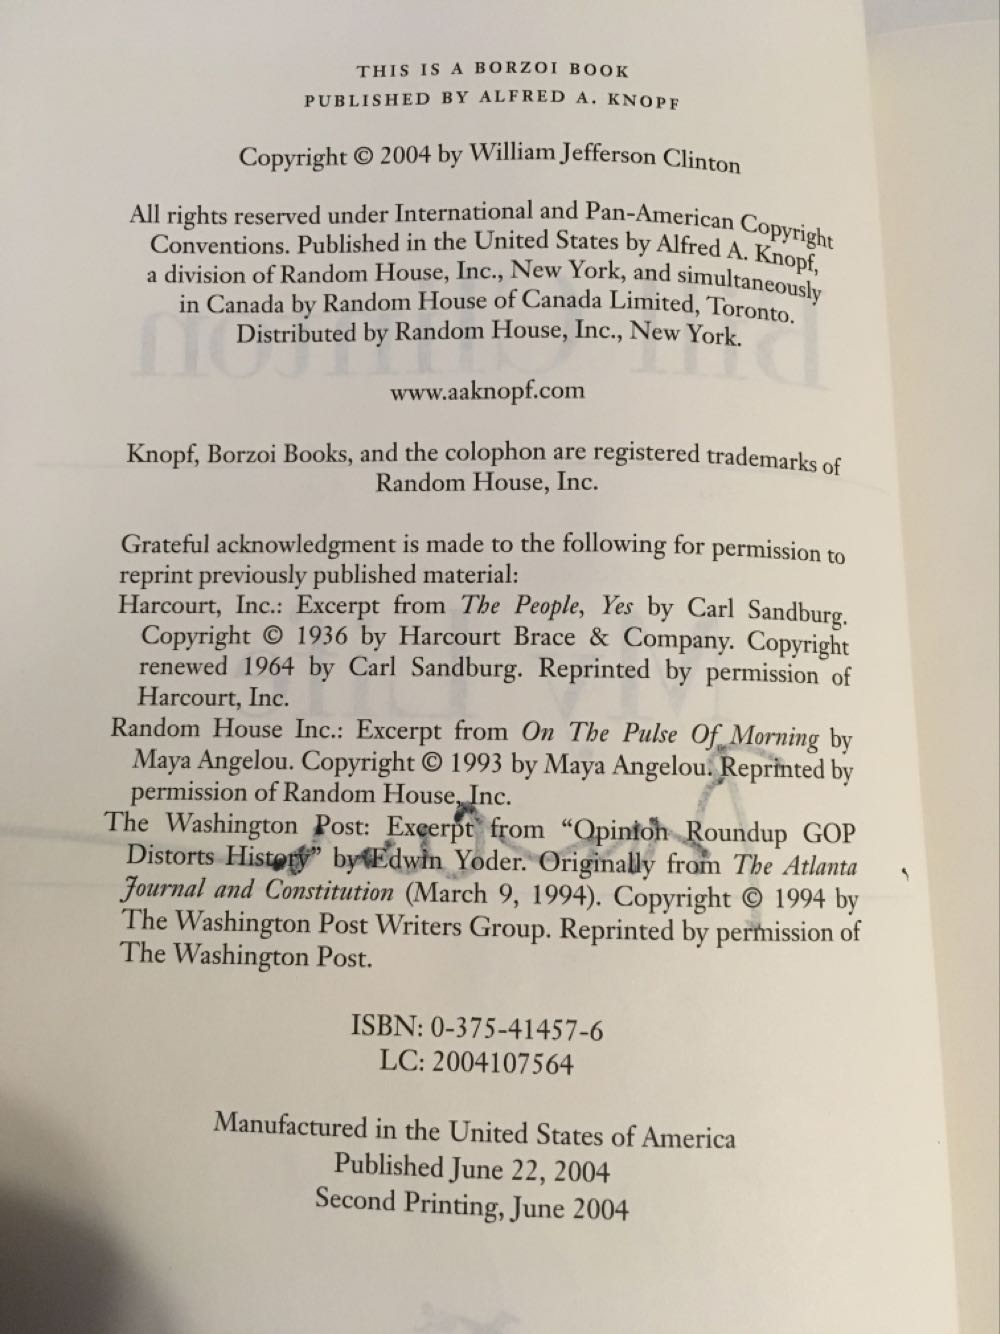 THIS IS A BORZOI BOOK
PUBLISHED BY ALFRED A. KNOPF
Copyright © 2004 by William Jefferson Clinton
All rights reserved under International and Pan-American Copyright
Conventions. Published in the United States by Alfred A. Knopf,
a division of Random House, Inc., New York, and simultaneously
in Canada by Random House of Canada Limited, Toronto.
Distributed by Random House, Inc., New York.
www.aaknopf.com
Knopf, Borzoi Books, and the colophon are registered trademarks of
Random House, Inc.
Grateful acknowledgment is made to the following for permission to
reprint previously published material:
Harcourt, Inc.: Excerpt from The People, Yes by Carl Sandburg.
Copyright © 1936 by Harcourt Brace & Company. Copyright
renewed 1964 by Carl Sandburg. Reprinted by permission of
Harcourt, Inc.
Random House Inc.: Excerpt from On The Pulse Of Morning by
Maya Angelou. Copyright © 1993 by Maya Angelou. Reprinted by
permission of Random House, Inc.
The Washington Post: Excerpt from “Opinion Roundup GOP
Distorts History” by Edwin Yoder. Originally from The Atlanta
Journal and Constitution (March 9, 1994). Copyright © 1994 by
The Washington Post Writers Group. Reprinted by permission of
The Washington Post.
ISBN: 0-375-41457-6
LC: 2004107564
Manufactured in the United States of America
Published June 22, 2004
Second Printing, June 2004